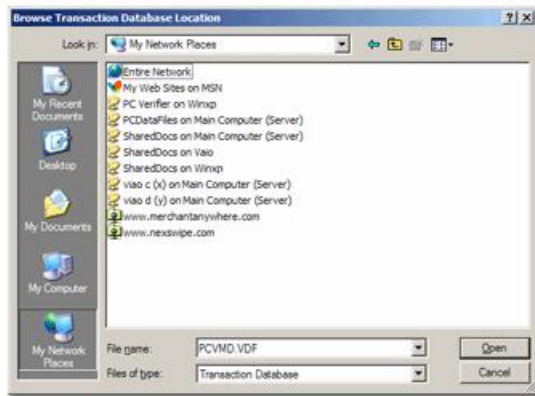 Browse Transaction Database Location
Look in: My Network Places
My Recent Documents
Desktop
My Documents
My Computer
My Network Places
Entire Network
My Web Sites on MSN
PC Verifier on Winxp
PCDataFiles on Main Computer (Server)
SharedDocs on Main Computer (Server)
SharedDocs on Vaio
SharedDocs on Winxp
viao c (x) on Main Computer (Server)
viao d (y) on Main Computer (Server)
www.merchantanywhere.com
www.nexswipe.com
File name: PCVMD.VDF Open
Files of type: Transaction Database Cancel